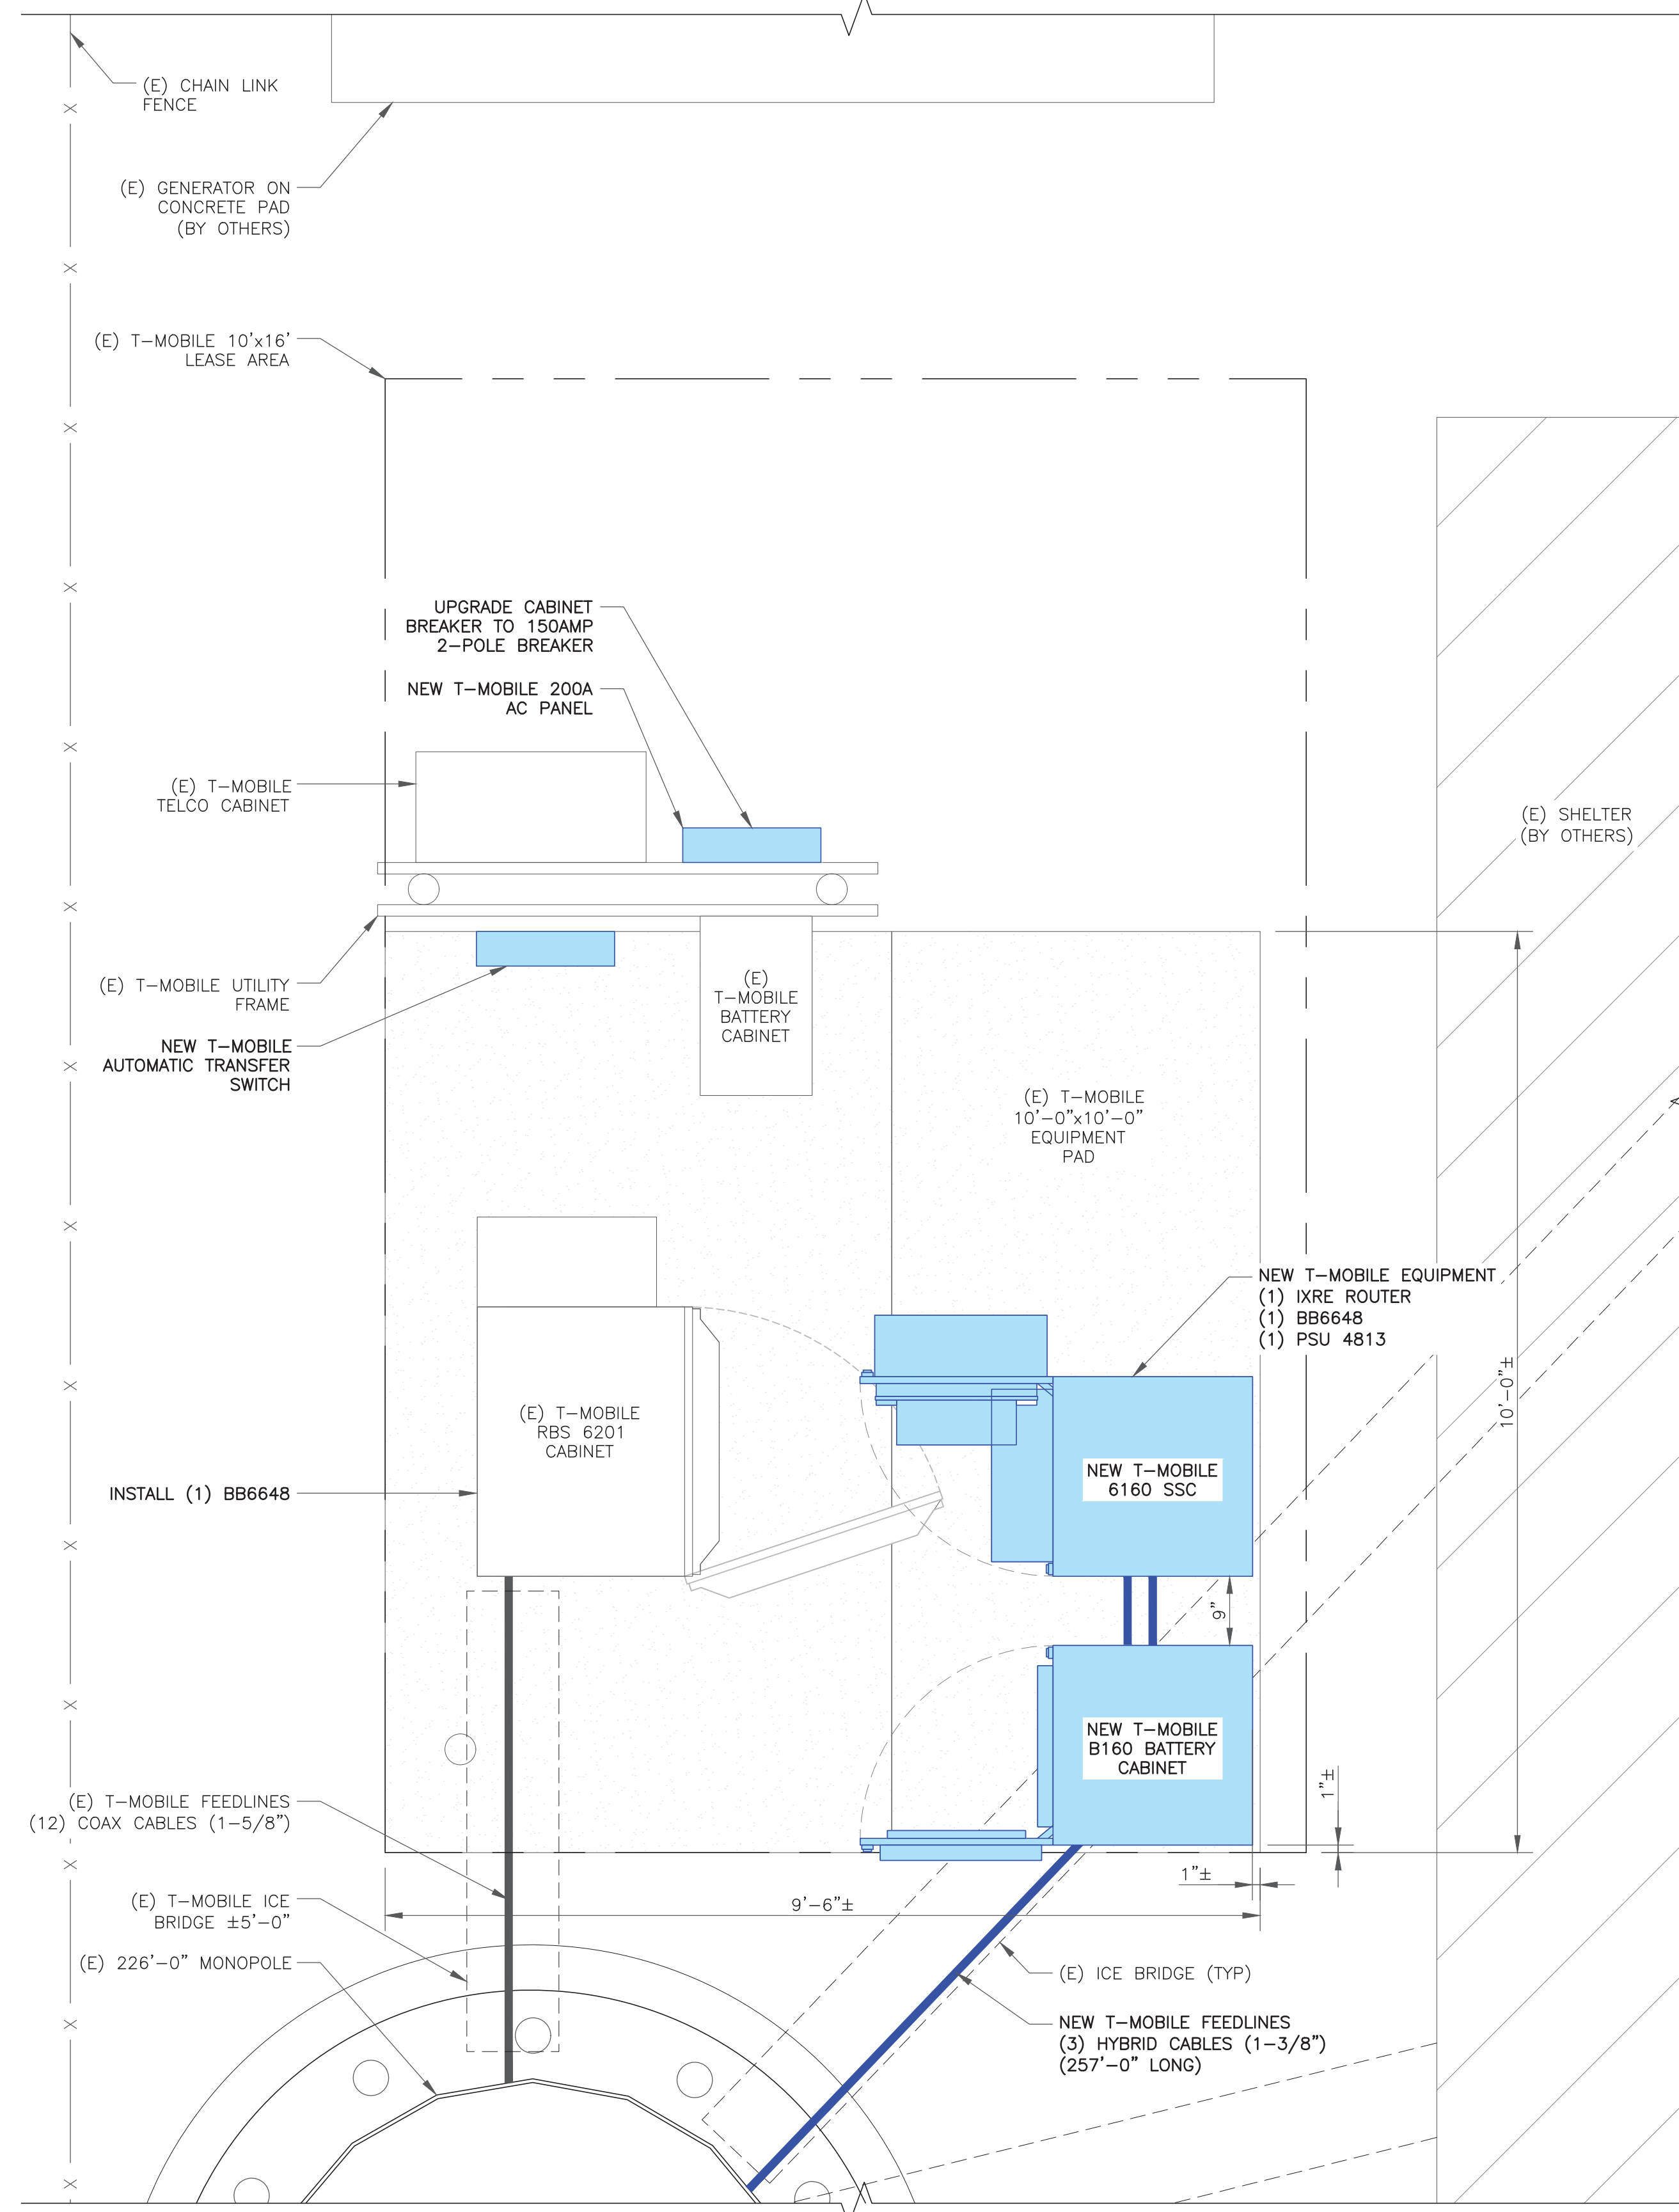 (E) CHAIN LINK
FENCE
(E) GENERATOR ON
CONCRETE PAD
(BY OTHERS)
(E) T-MOBILE 10'x16'
LEASE AREA
UPGRADE CABINET
BREAKER TO 150AMP
2-POLE BREAKER
NEW T-MOBILE 200A
AC PANEL
(E) T-MOBILE
TELCO CABINET
(E) SHELTER
(BY OTHERS)
(E) T-MOBILE UTILITY
FRAME
(E)
T-MOBILE
BATTERY
CABINET
NEW T-MOBILE
AUTOMATIC TRANSFER
SWITCH
(E) T-MOBILE
10'-0"x10'-0"
EQUIPMENT
PAD
NEW T-MOBILE EQUIPMENT
(1) IXRE ROUTER
(1) BB6648
(1) PSU 4813
10'-0"±
(E) T-MOBILE
RBS 6201
CABINET
INSTALL (1) BB6648
NEW T-MOBILE
6160 SSC
9"
NEW T-MOBILE
B160 BATTERY
CABINET
1"±
(E) T-MOBILE FEEDLINES
(12) COAX CABLES (1-5/8")
1"±
9'-6"±
(E) T-MOBILE ICE
BRIDGE ±5'-0"
(E) 226'-0" MONOPOLE
(E) ICE BRIDGE (TYP)
NEW T-MOBILE FEEDLINES
(3) HYBRID CABLES (1-3/8")
(257'-0" LONG)